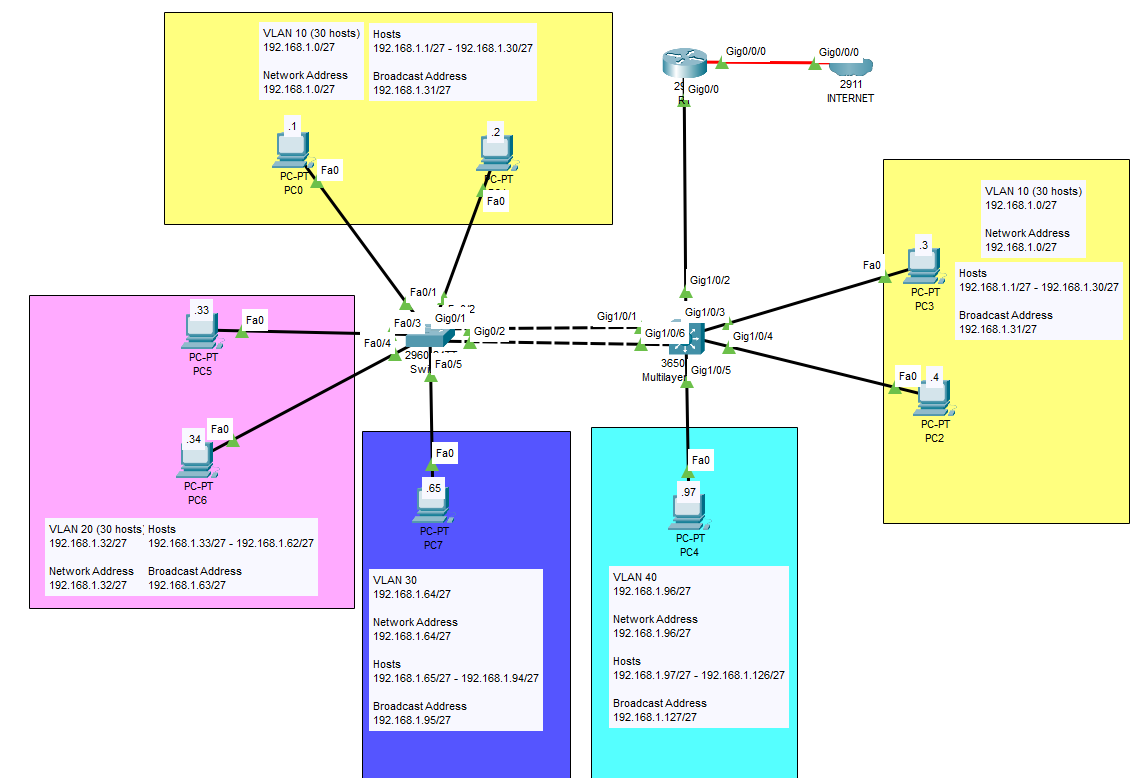 VLAN 10 (30 hosts)
192.168.1.0/27
Network Address
192.168.1.0/27
Hosts
192.168.1.1/27 - 192.168.1.30/27
Broadcast Address
192.168.1.31/27
.1
PC-PT
PC0
Fa0
.2
PC-PT
Fa0
Gig0/0/0
Gig0/0/0
Gig0/0
2911
INTERNET
VLAN 10 (30 hosts)
192.168.1.0/27
Network Address
192.168.1.0/27
Hosts
192.168.1.1/27 - 192.168.1.30/27
Broadcast Address
192.168.1.31/27
.3
Fa0
PC-PT
PC3
.4
Fa0
PC-PT
PC2
Fa0/1
Gig0/1
Fa0/3
Gig0/2
Fa0/4
Fa0/5
2960
Gig1/0/2
Gig1/0/1
Gig1/0/3
Gig1/0/6
Gig1/0/4
3650
Multilayer
Gig1/0/5
.33
Fa0
PC-PT
PC5
.34
Fa0
PC-PT
PC6
VLAN 20 (30 hosts)
192.168.1.32/27
Network Address
192.168.1.32/27
Hosts
192.168.1.33/27 - 192.168.1.62/27
Broadcast Address
192.168.1.63/27
Fa0
.65
PC-PT
PC7
VLAN 30
192.168.1.64/27
Network Address
192.168.1.64/27
Hosts
192.168.1.65/27 - 192.168.1.94/27
Broadcast Address
192.168.1.95/27
Fa0
.97
PC-PT
PC4
VLAN 40
192.168.1.96/27
Network Address
192.168.1.96/27
Hosts
192.168.1.97/27 - 192.168.1.126/27
Broadcast Address
192.168.1.127/27